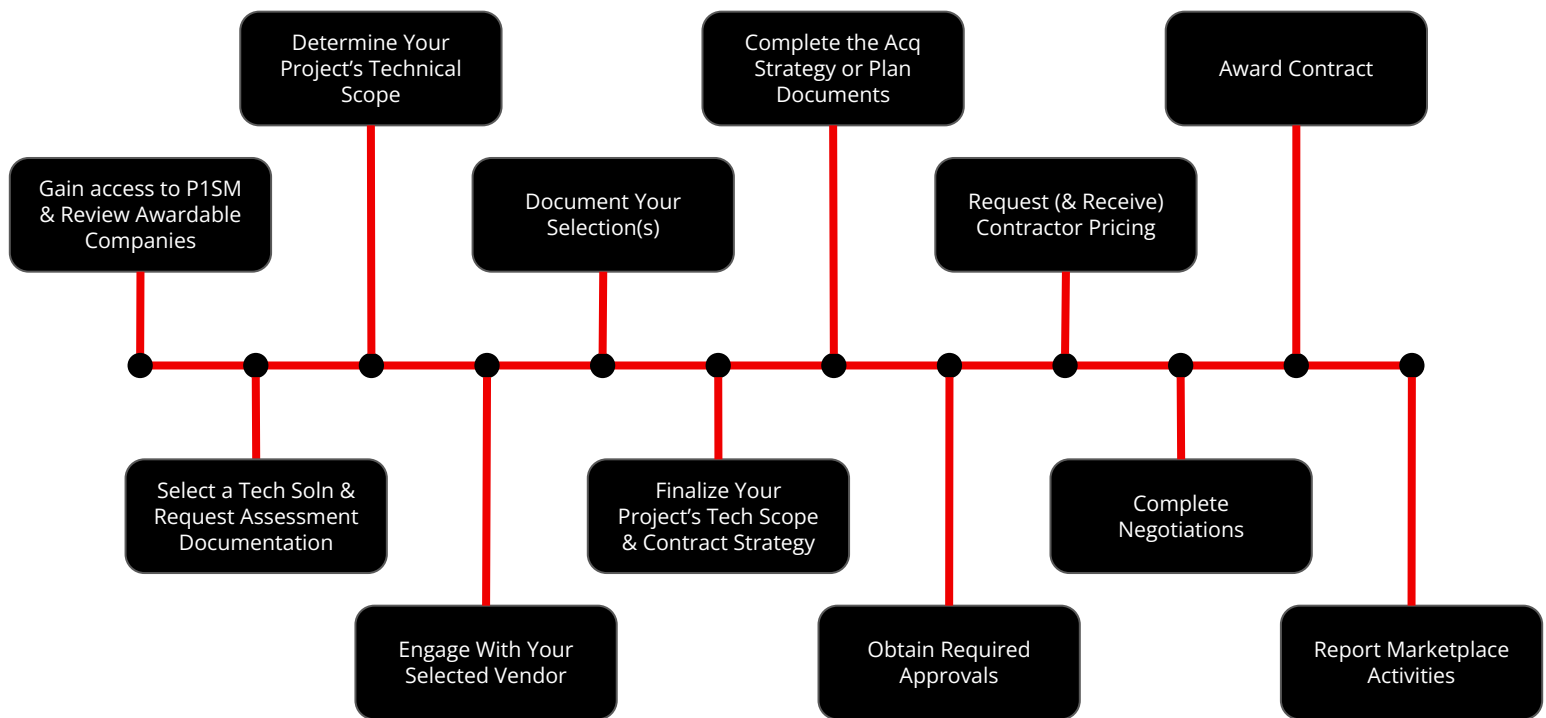 Gain access to P1SM
& Review Awardable
Companies
Select a Tech Soln &
Request Assessment
Documentation
Determine Your
Project’s Technical
Scope
Engage With Your
Selected Vendor
Document Your
Selection(s)
Finalize Your
Project’s Tech Scope
& Contract Strategy
Complete the Acq
Strategy or Plan
Documents
Obtain Required
Approvals
Request (& Receive)
Contractor Pricing
Complete
Negotiations
Award Contract
Report Marketplace
Activities